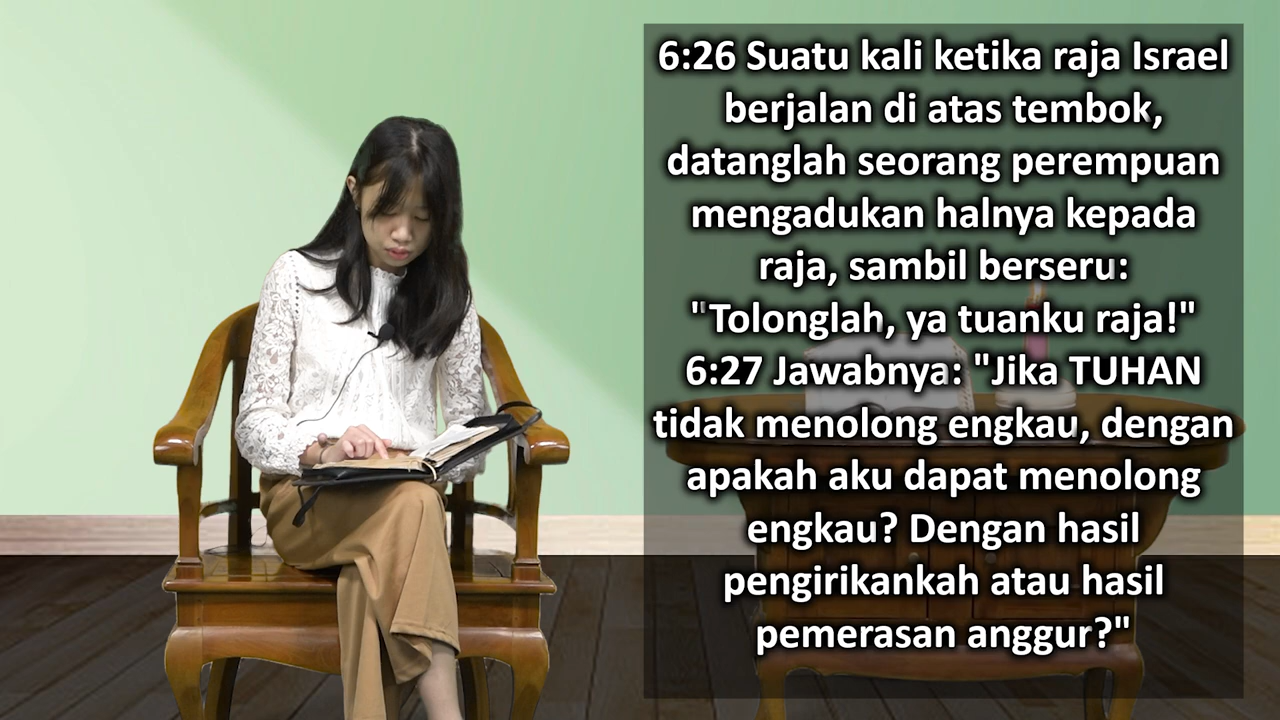 6:26 Suatu kali ketika raja Israel
berjalan di atas tembok,
datanglah seorang perempuan
mengadukan halnya kepada
raja, sambil berseru:
"Tolonglah, ya tuanku raja!"
6:27 Jawabnya: "Jika TUHAN
tidak menolong engkau, dengan
apakah aku dapat menolong
engkau? Dengan hasil
pengirikankah atau hasil
pemerasan anggur?"